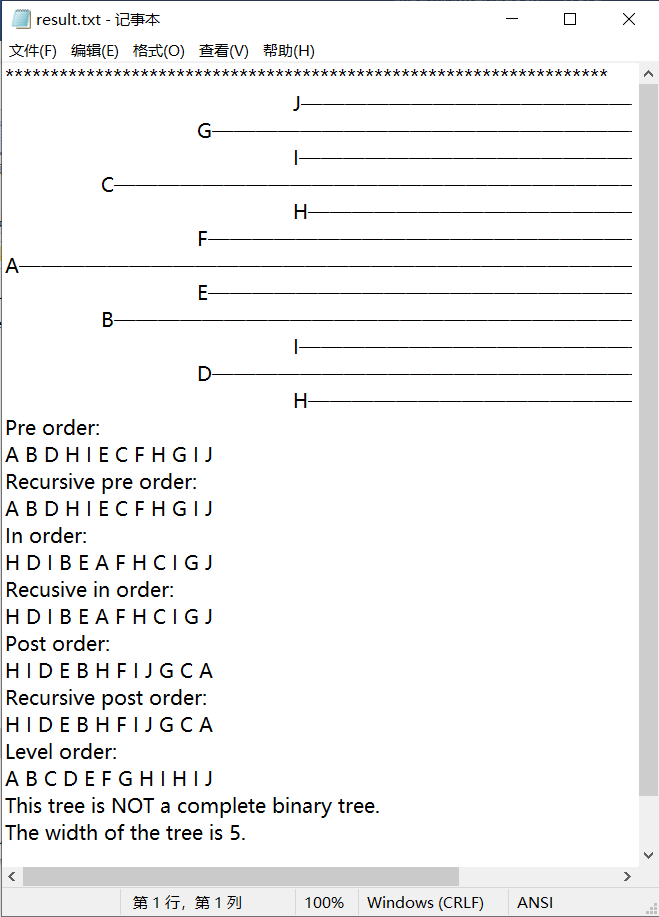 result.txt - 记事本
文件(F) 编辑(E) 格式(O) 查看(V) 帮助(H)
*******************************************************************
J———————————————
G———————————————————
I———————————————
C————————————————————————
H———————————————
F———————————————————
A————————————————————————————
E———————————————————
B————————————————————————
I———————————————
D———————————————————
H———————————————
Pre order:
A B D H I E C F H G I J
Recursive pre order:
A B D H I E C F H G I J
In order:
H D I B E A F H C I G J
Recusive in order:
H D I B E A F H C I G J
Post order:
H I D E B H F I J G C A
Recursive post order:
H I D E B H F I J G C A
Level order:
A B C D E F G H I H I J
This tree is NOT a complete binary tree.
The width of the tree is 5.
第 1 行，第 1 列 100% Windows (CRLF) ANSI